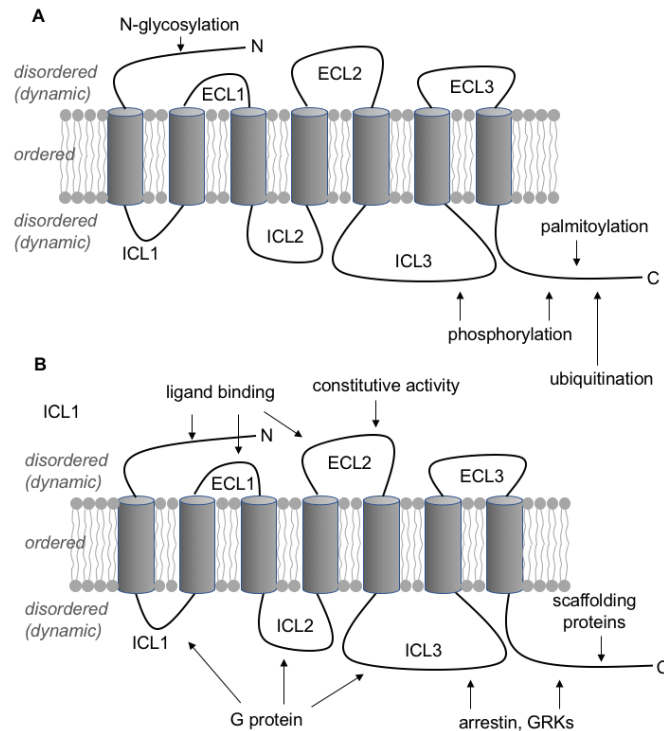 A
N-glycosylation
N
disordered
(dynamic)
ECL1
ECL2
ECL3
ordered
disordered
(dynamic)
ICL1
ICL2
ICL3
palmitoylation
C
phosphorylation
ubiquitination
B
ligand binding
constitutive activity
ICL1
N
disordered
(dynamic)
ECL1
ECL2
ECL3
ordered
disordered
(dynamic)
ICL1
ICL2
ICL3
scaffolding
proteins
C
G protein
arrestin, GRKs